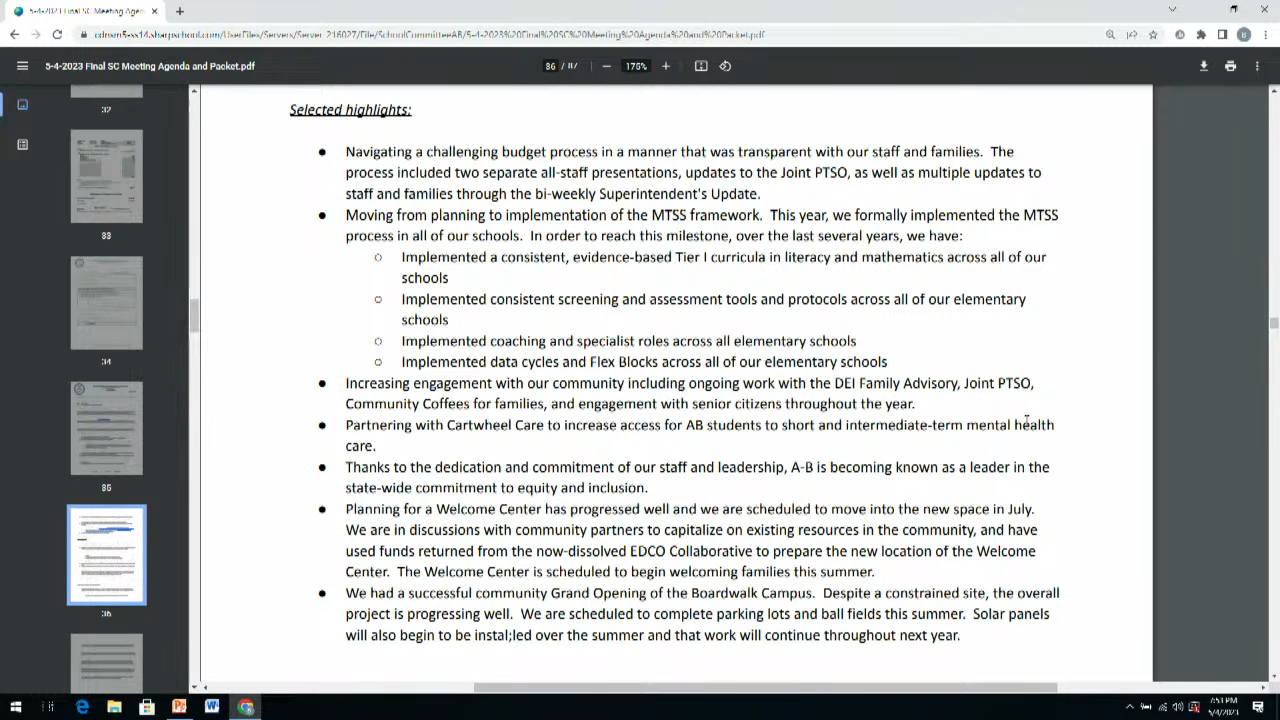 5-4-2023 Final SC Meeting Agen
5-4-2023 Final SC Meeting Agenda and Packet.pdf
176%
Selected highlights:
● Navigating a challenging budget process in a manner that was transparent with our staff and families. The
process included two separate all-staff presentations, updates to the Joint PTSO, as well as multiple updates to
staff and families through the bi-weekly Superintendent's Update.
● Moving from planning to implementation of the MTSS framework. This year, we formally implemented the MTSS
process in all of our schools. In order to reach this milestone, over the last several years, we have:
○ Implemented a consistent, evidence-based Tier I curricula in literacy and mathematics across all of our
schools
○ Implemented consistent screening and assessment tools and protocols across all of our elementary
schools
○ Implemented coaching and specialist roles across all elementary schools
○ Implemented data cycles and Flex Blocks across all of our elementary schools
● Increasing engagement with our community including ongoing work with the DEI Family Advisory, Joint PTSO,
Community Coffees for families, and engagement with senior citizens throughout the year.
● Partnering with Cartwheel Care to increase access for AB students to short and intermediate-term mental health
care.
● Thanks to the dedication and commitment of our staff and leadership, A-B is becoming known as a leader in the
state-wide commitment to equity and inclusion.
● Planning for a Welcome Center has progressed well and we are scheduled to move into the new space in July.
We are in discussions with community partners to capitalize on existing resources in the community, and have
used funds returned from the now-dissolved EDCO Collaborative to prepare the new location of the Welcome
Center. The Welcome Center is scheduled to begin welcoming families this summer.
● We had a successful community Grand Opening of the Boardwalk Campus. Despite a constrained site, the overall
project is progressing well. We are scheduled to complete parking lots and ball fields this summer. Solar panels
will also begin to be instal;led over the summer and that work will continue throughout next year.
5/4/2023